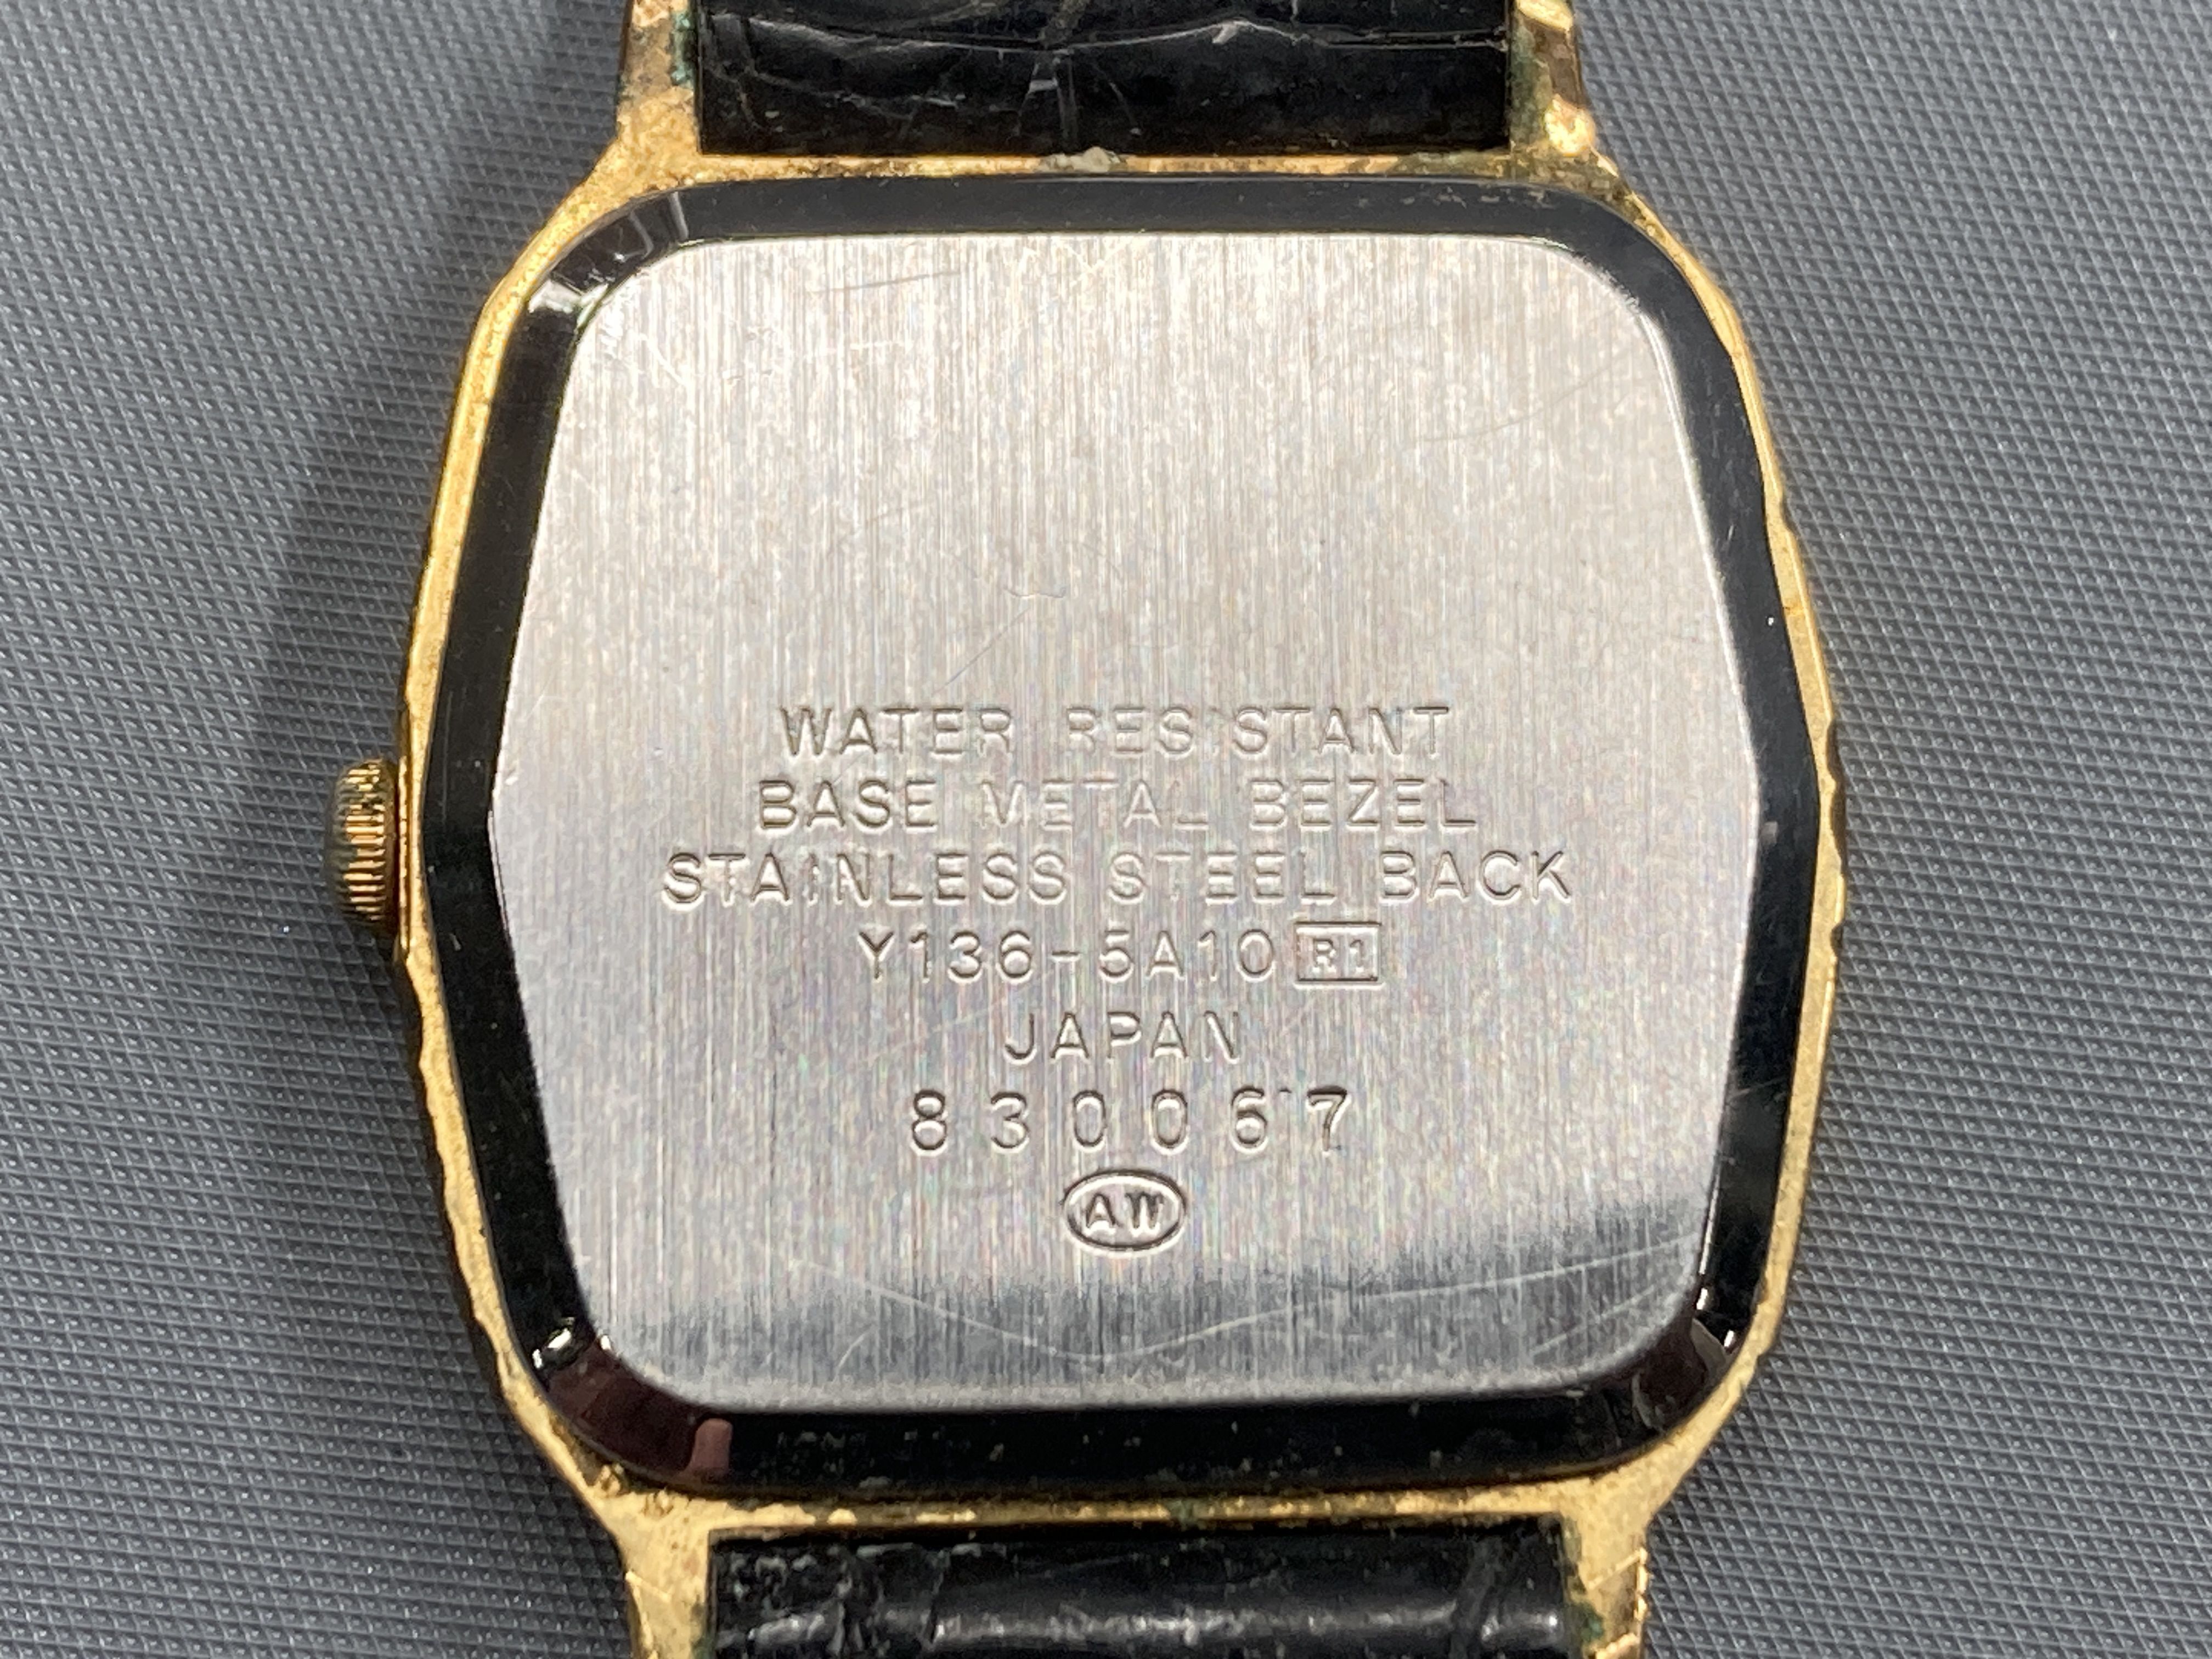 WATER RESISTANT
BASE METAL BEZEL
STAINLESS STEEL BACK
Y136-5A10 R1
JAPAN
830067
AW